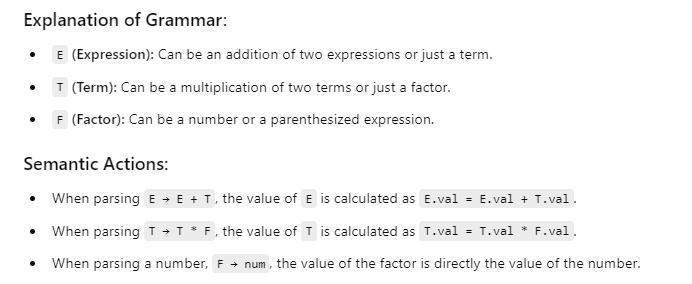 Explanation of Grammar:
• E (Expression): Can be an addition of two expressions or just a term.
• T (Term): Can be a multiplication of two terms or just a factor.
• F (Factor): Can be a number or a parenthesized expression.
Semantic Actions:
• When parsing E → E + T, the value of E is calculated as E.val = E.val + T.val.
• When parsing T → T * F, the value of T is calculated as T.val = T.val * F.val.
• When parsing a number, F → num, the value of the factor is directly the value of the number.